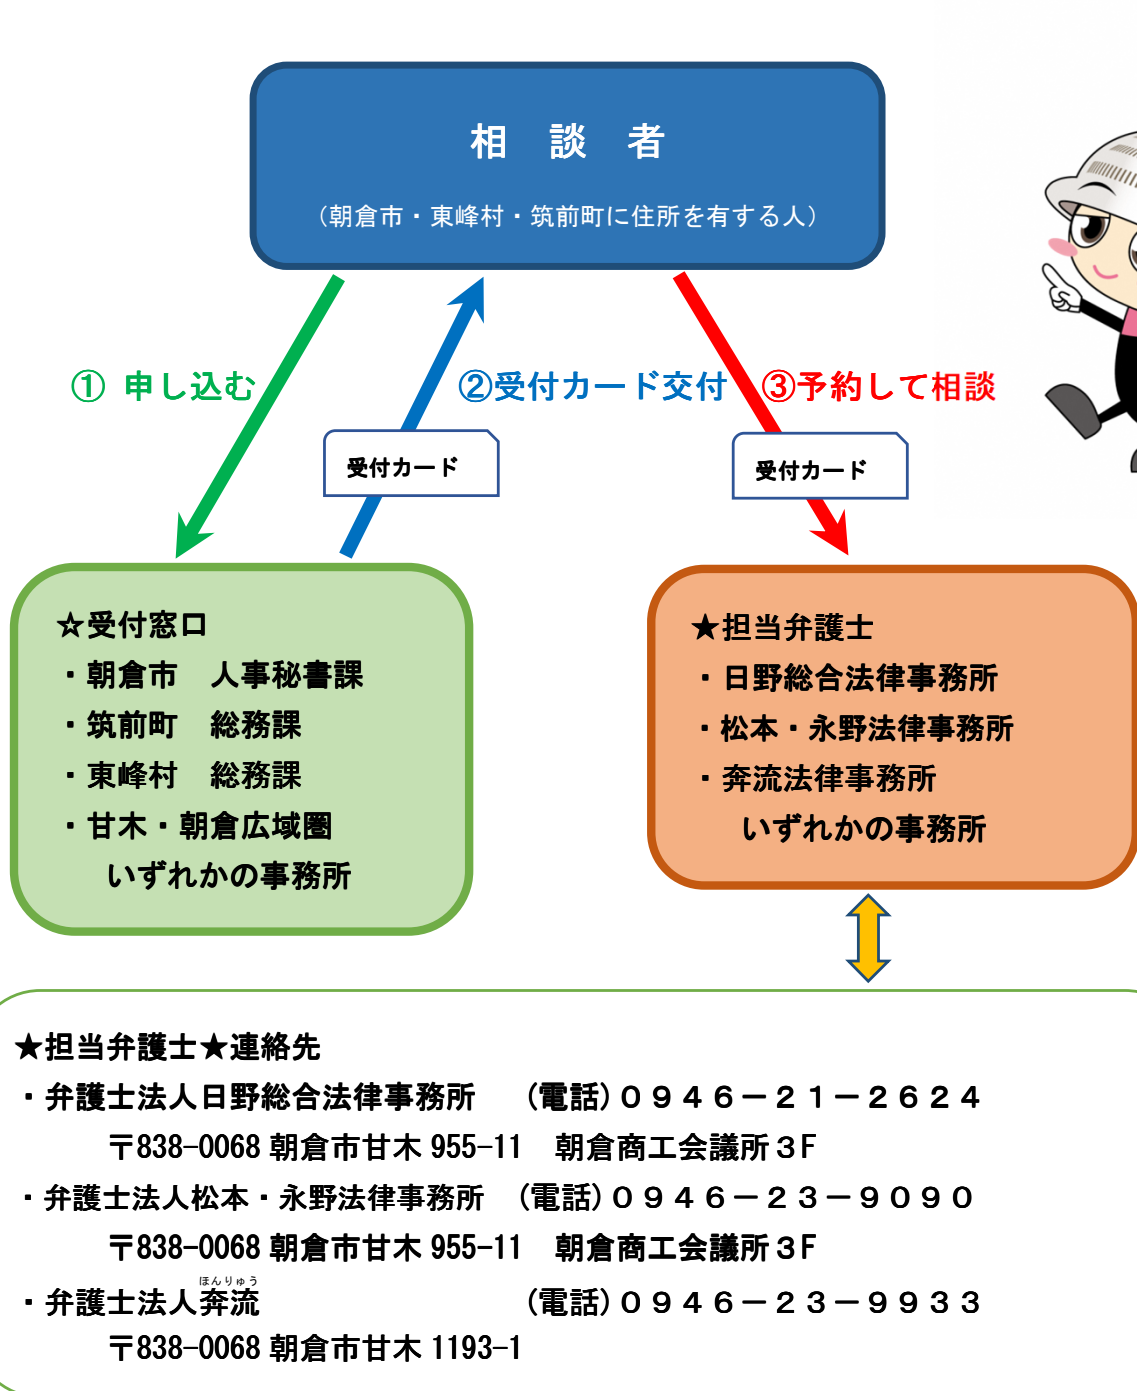 相　談　者
（朝倉市・東峰村・筑前町に住所を有する人）
① 申し込む
②受付カード交付
③予約して相談
受付カード
受付カード
☆受付窓口
・朝倉市　人事秘書課
・筑前町　総務課
・東峰村　総務課
・甘木・朝倉広域圏
いずれかの事務所
★担当弁護士
・日野総合法律事務所
・松本・永野法律事務所
・奔流法律事務所
いずれかの事務所
★担当弁護士★連絡先
・弁護士法人日野総合法律事務所　(電話)０９４６－２１－２６２４
〒838-0068 朝倉市甘木 955-11　朝倉商工会議所３F
・弁護士法人松本・永野法律事務所　(電話)０９４６－２３－９０９０
〒838-0068 朝倉市甘木 955-11　朝倉商工会議所３F
ほんりゅう
・弁護士法人奔流　(電話)０９４６－２３－９９３３
〒838-0068 朝倉市甘木 1193-1